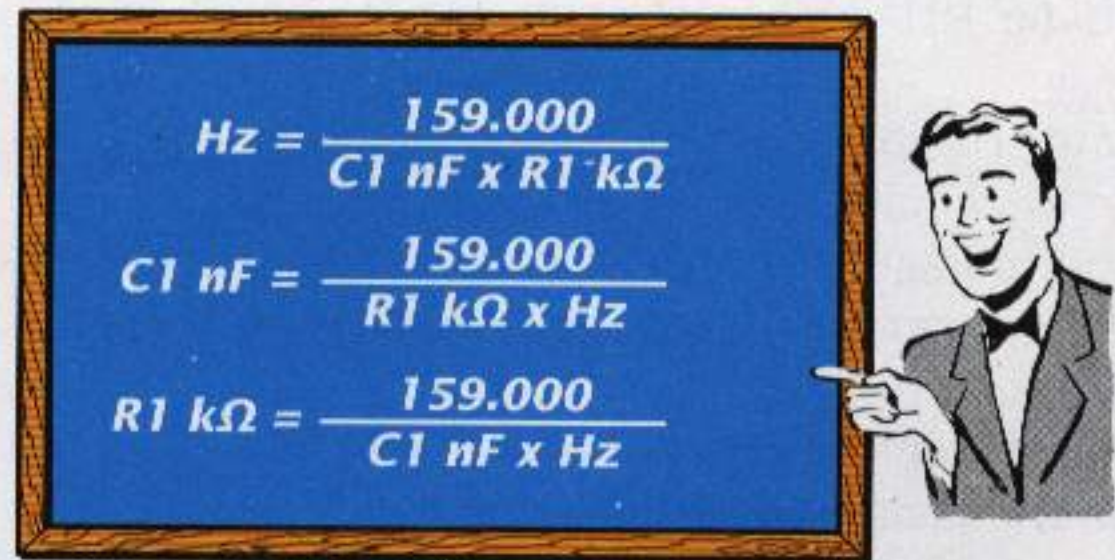 Hz = 159.000 / C1 nF x R1 kΩ
C1 nF = 159.000 / R1 kΩ x Hz
R1 kΩ = 159.000 / C1 nF x Hz